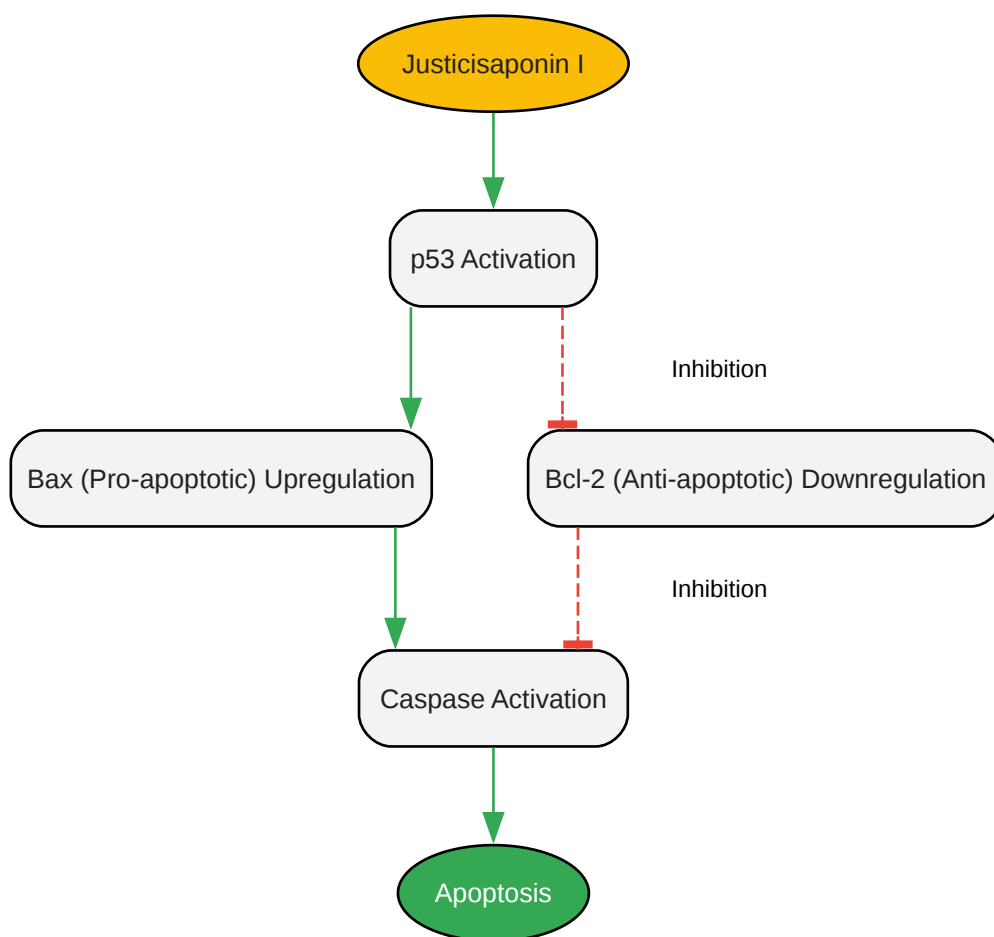 Justicisaponin I
p53 Activation
Inhibition
Bax (Pro-apoptotic) Upregulation
Bcl-2 (Anti-apoptotic) Downregulation
Inhibition
Caspase Activation
Apoptosis